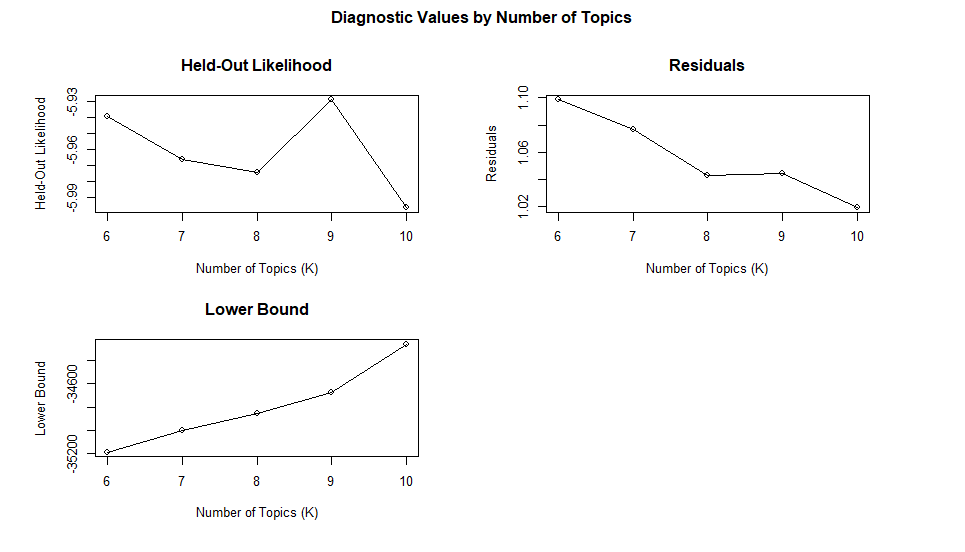 Diagnostic Values by Number of Topics
Held-Out Likelihood
Held-Out Likelihood
-5.93
-5.96
-5.99
6 7 8 9 10
Number of Topics (K)
Residuals
Residuals
1.10
1.06
1.02
6 7 8 9 10
Number of Topics (K)
Lower Bound
Lower Bound
-34600
-35200
6 7 8 9 10
Number of Topics (K)